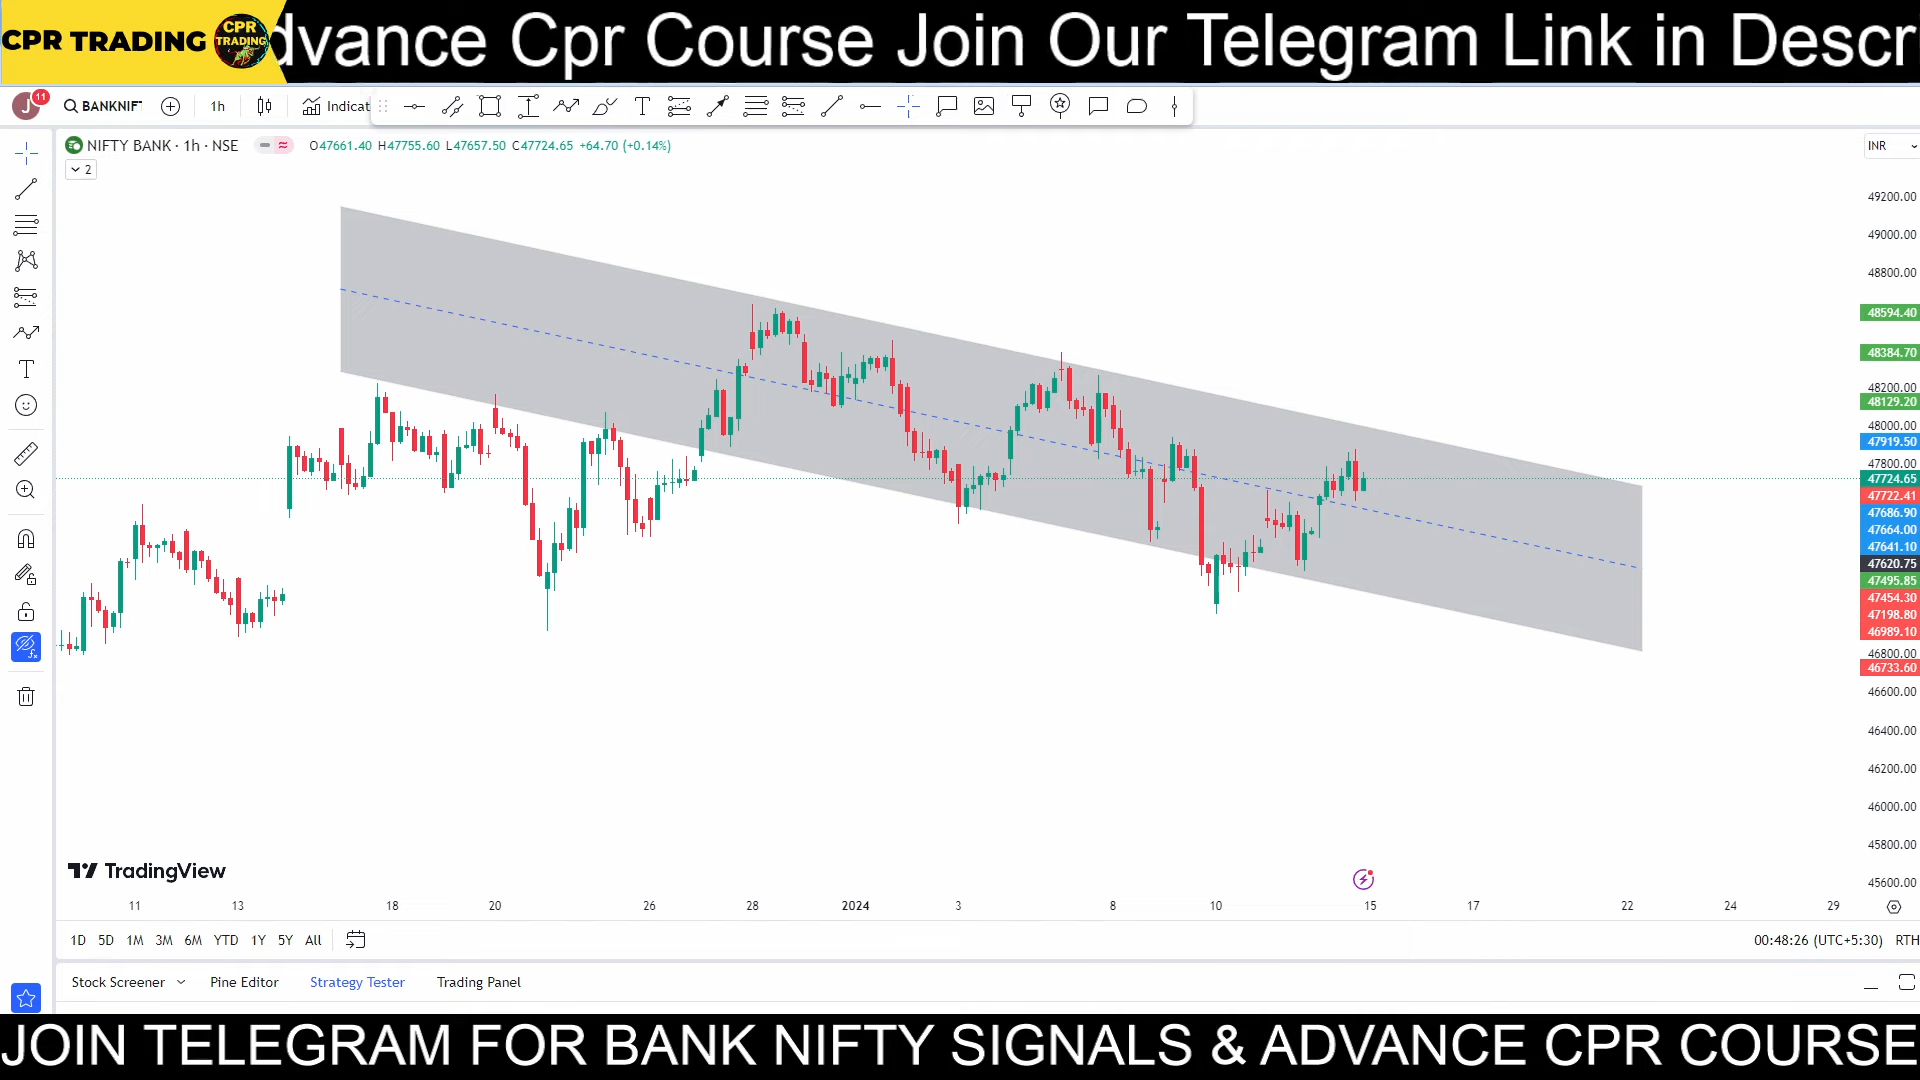 CPR TRADING
CPR
TRADING
dvance Cpr Course Join Our Telegram Link in Descr
J
11
BANKNIF
1h
Indicat
NIFTY BANK · 1h · NSE
O47661.40 H47755.60 L47657.50 C47724.65 +64.70 (+0.14%)
2
INR
49200.00
49000.00
48800.00
48594.40
48384.70
48200.00
48129.20
48000.00
47919.50
47800.00
47724.65
47722.41
47686.90
47664.00
47641.10
47620.75
47495.85
47454.30
47198.80
46989.10
46800.00
46733.60
46600.00
46400.00
46200.00
46000.00
45800.00
45600.00
TradingView
11 13 18 20 26 28 2024 3 8 10 15 17 22 24 29
1D 5D 1M 3M 6M YTD 1Y 5Y All
00:48:26 (UTC+5:30) RTH
Stock Screener Pine Editor Strategy Tester Trading Panel
JOIN TELEGRAM FOR BANK NIFTY SIGNALS & ADVANCE CPR COURSE